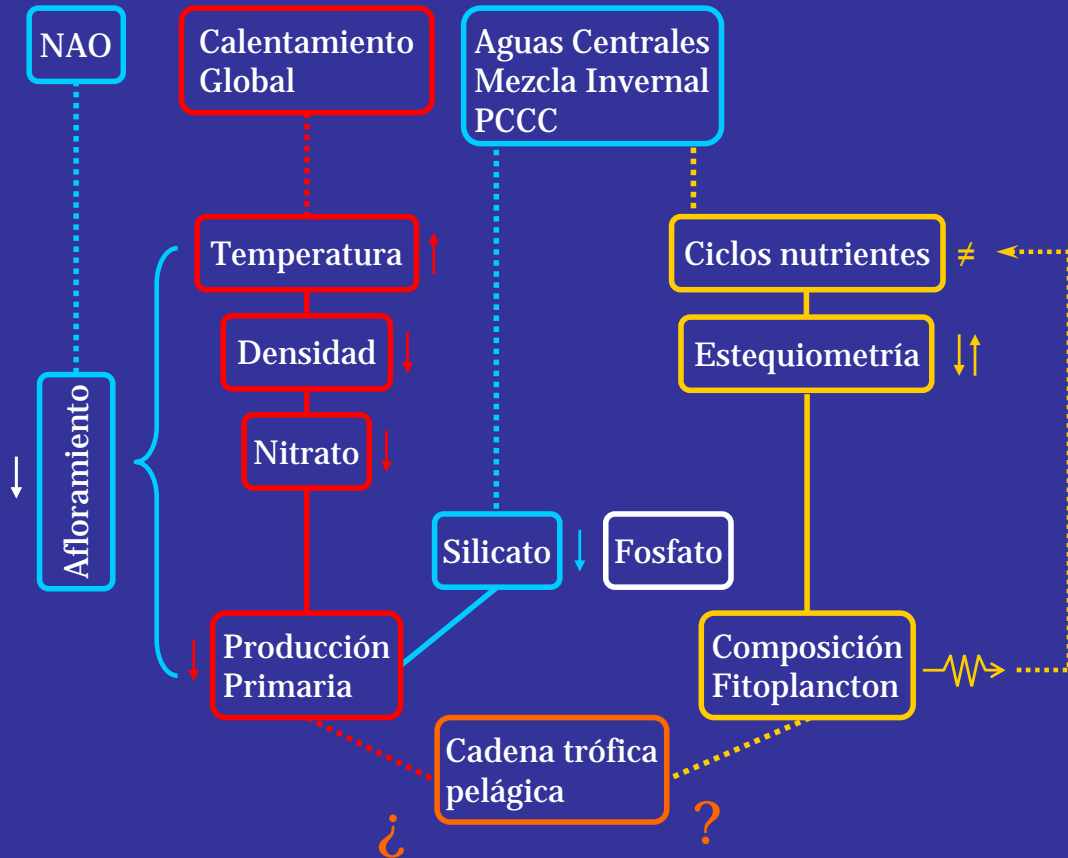 NAO
Calentamiento
Global
Aguas Centrales
Mezcla Invernal
PCCC
Temperatura ↑
Ciclos nutrientes ≠
Densidad ↓
Estequiometría ↓↑
↓ Afloramiento
Nitrato ↓
Silicato ↓
Fosfato
↓ Producción
Primaria
Composición
Fitoplancton
Cadena trófica
pelágica
¿ ?